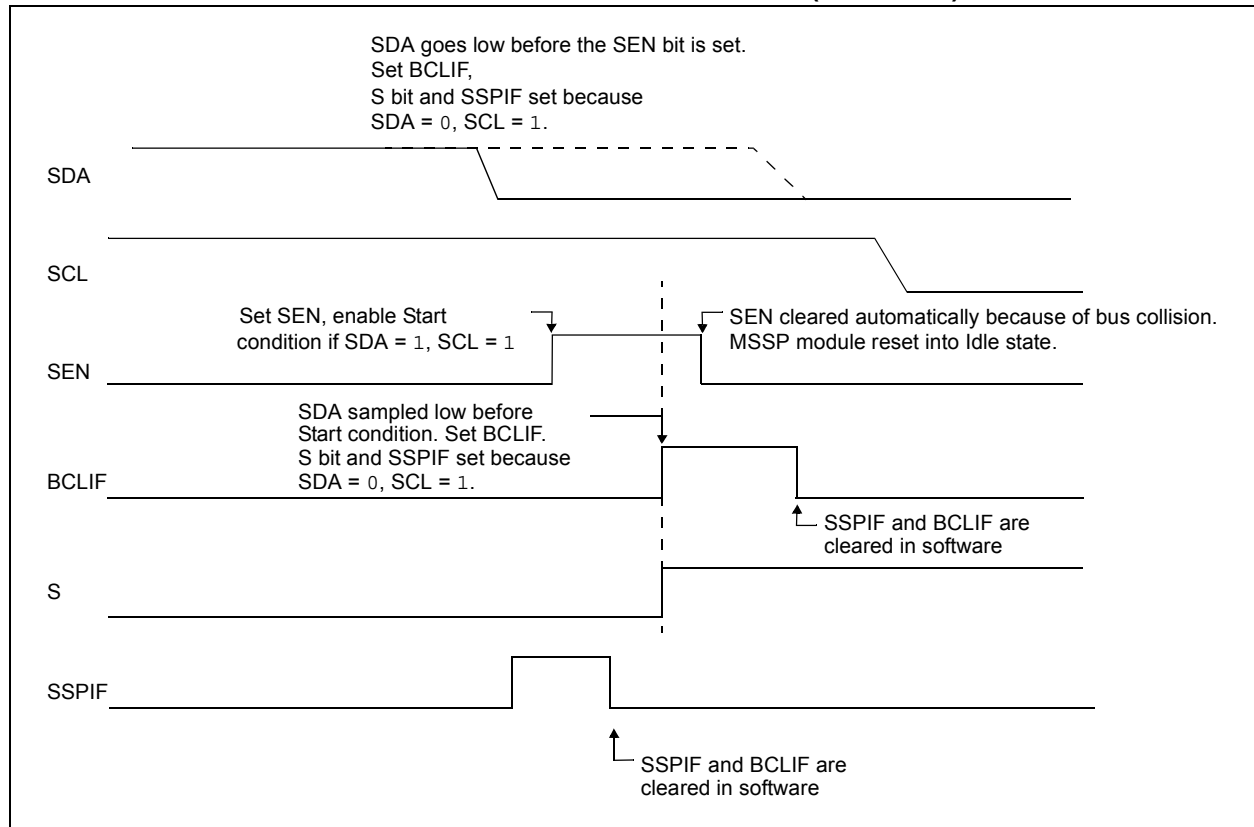 SDA goes low before the SEN bit is set.
Set BCLIF,
S bit and SSPIF set because
SDA = 0, SCL = 1.
SDA
SCL
Set SEN, enable Start
condition if SDA = 1, SCL = 1
SEN cleared automatically because of bus collision.
MSSP module reset into Idle state.
SEN
SDA sampled low before
Start condition. Set BCLIF.
S bit and SSPIF set because
SDA = 0, SCL = 1.
BCLIF
SSPIF and BCLIF are
cleared in software
S
SSPIF
SSPIF and BCLIF are
cleared in software